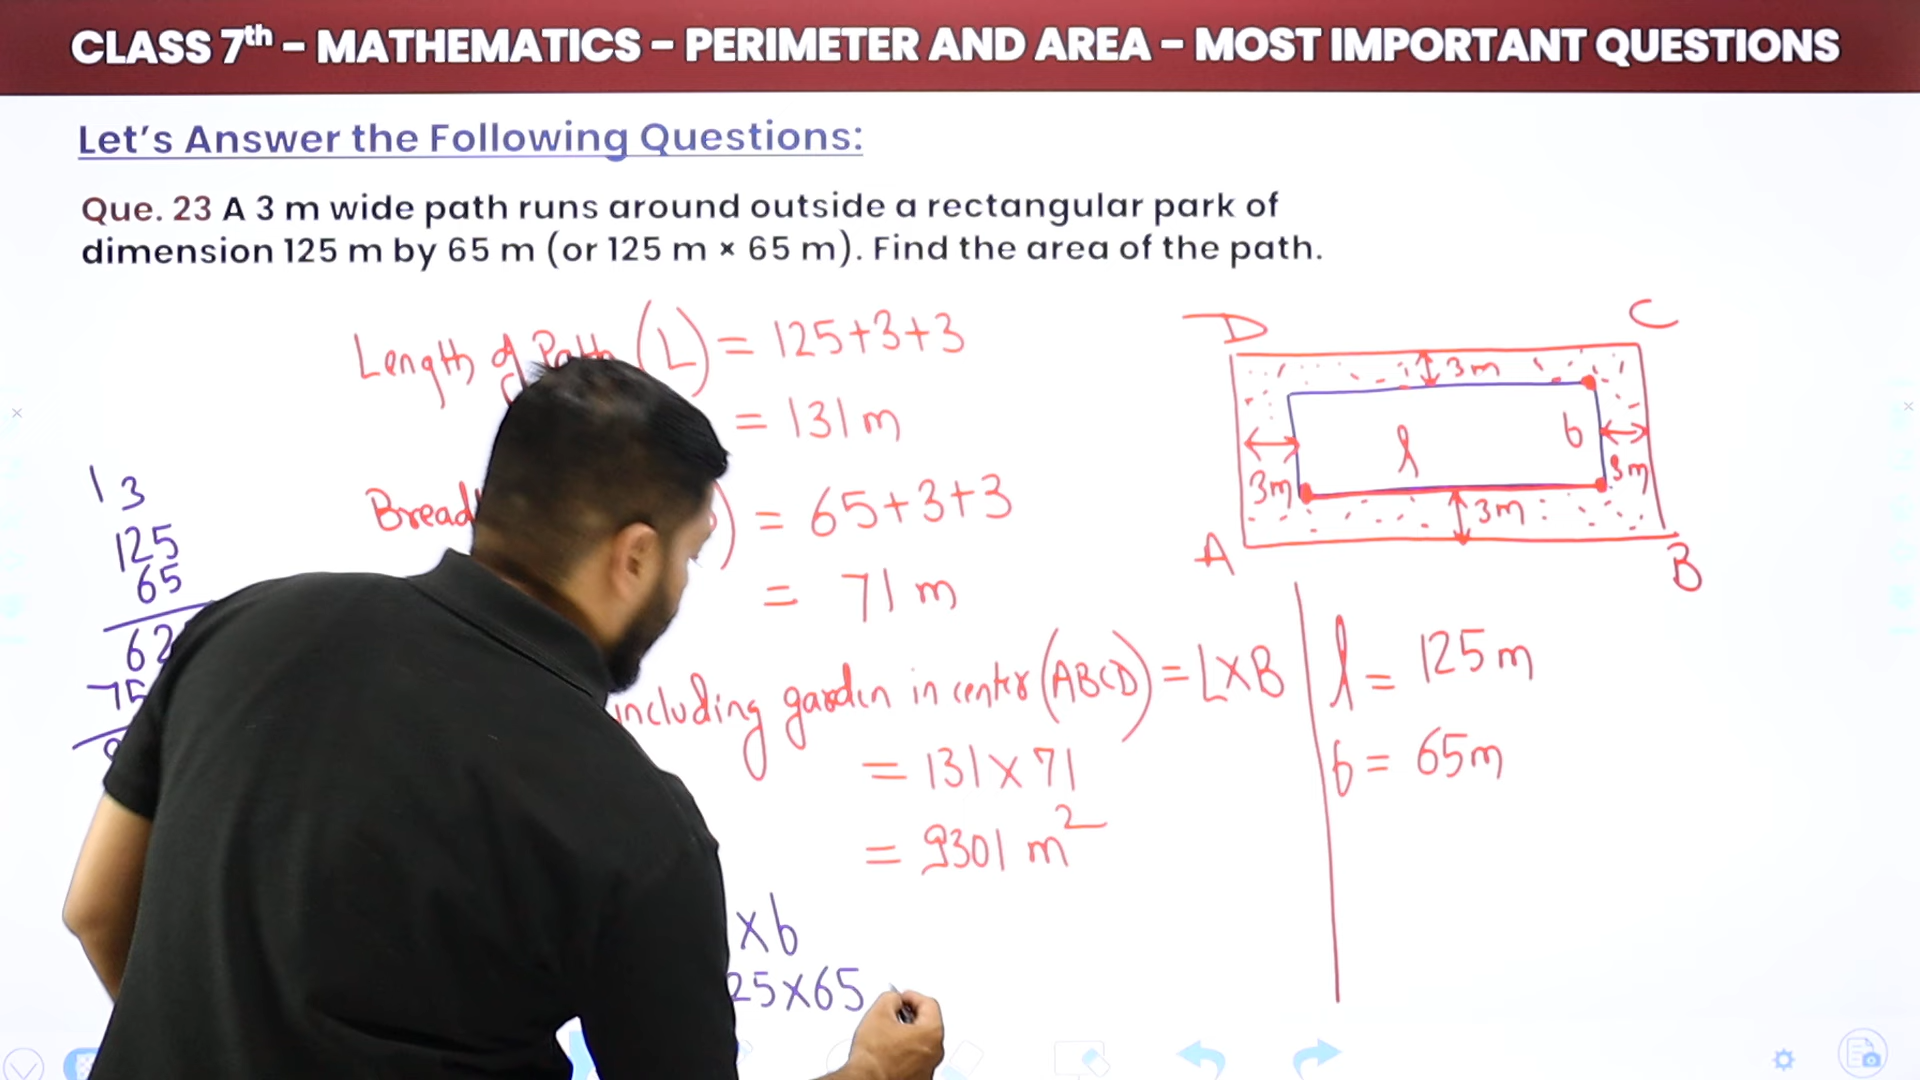 CLASS 7th – MATHEMATICS – PERIMETER AND AREA – MOST IMPORTANT QUESTIONS
Let’s Answer the Following Questions:
Que. 23 A 3 m wide path runs around outside a rectangular park of
dimension 125 m by 65 m (or 125 m × 65 m). Find the area of the path.
Length of Path (L) = 125+3+3
= 131 m
= 65+3+3
= 71 m
including garden in center (ABCD) = L×B
= 131×71
= 9301 m²
×b
25×65
1 3
125
65
D
C
3m
l
b
3m
3m
3m
A
B
l = 125m
b = 65m